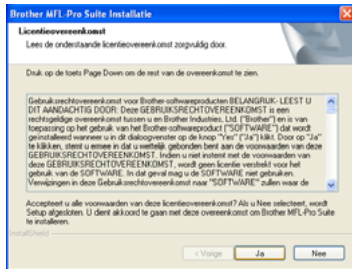 Brother MFL-Pro Suite Installatie
Licentieovereenkomst
Lees de onderstaande licentieovereenkomst zorgvuldig door.
Druk op de toets Page Down om de rest van de overeenkomst te zien.
Gebruiksrechtovereenkomst voor Brother-softwareproducten BELANGRIJK- LEEST U
DIT AANDACHTIG DOOR: Deze GEBRUIKSRECHTOVEREENKOMST is een
rechtsgeldige overeenkomst tussen u en Brother Industries, Ltd. ("Brother") en is van
toepassing op het gebruik van het Brother-softwareproduct ("SOFTWARE") dat wordt
geïnstalleerd wanneer u in dit dialoogvenster op de knop "Yes" ("Ja") klikt. Door op "Ja"
te klikken, stemt u ermee in dat u wettelijk gebonden bent aan de voorwaarden van deze
GEBRUIKSRECHTOVEREENKOMST. Indien u niet instemt met de voorwaarden van
deze GEBRUIKSRECHTOVEREENKOMST, wordt geen licentie verstrekt voor het
gebruik van de SOFTWARE. In dat geval mag u de SOFTWARE niet gebruiken.
Verwijzingen in deze Gebruiksrechtovereenkomst naar "SOFTWARE" zullen waar de
Accepteert u alle voorwaarden van deze licentieovereenkomst? Als u Nee selecteert, wordt
Setup afgesloten. U dient akkoord te gaan met deze overeenkomst om Brother MFL-Pro Suite
te installeren.
InstallShield
< Vorige
Ja
Nee